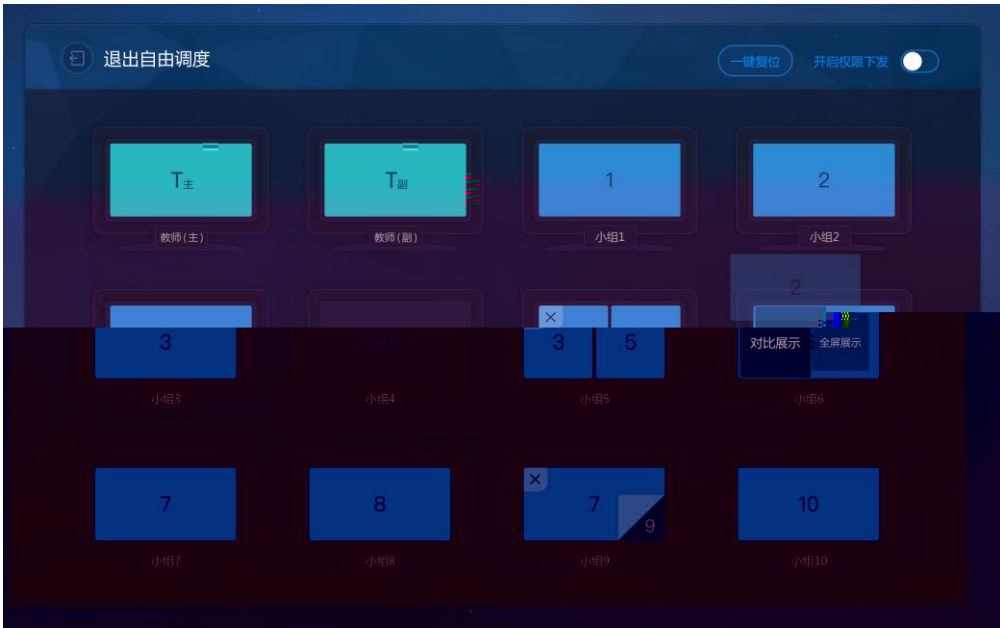 退出自由调度
一键复位 开启权限下发
T主 T副 1 2
教师(主) 教师(副) 小组1 小组2
2
3 3 5
对比展示 全屏展示
小组3 小组4 小组5 小组6
7 8 7 9 10
小组7 小组8 小组9 小组10